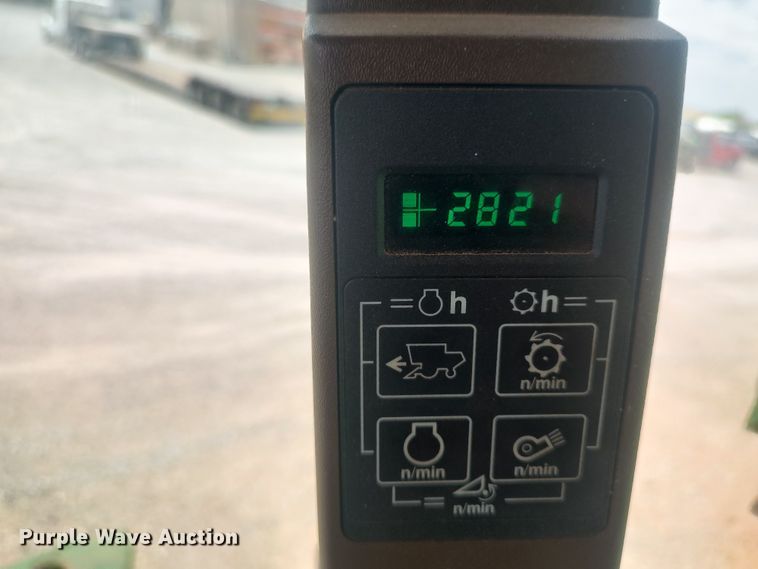 2821
= h
h =
n/min
n/min
n/min
=
n/min
Purple Wave Auction